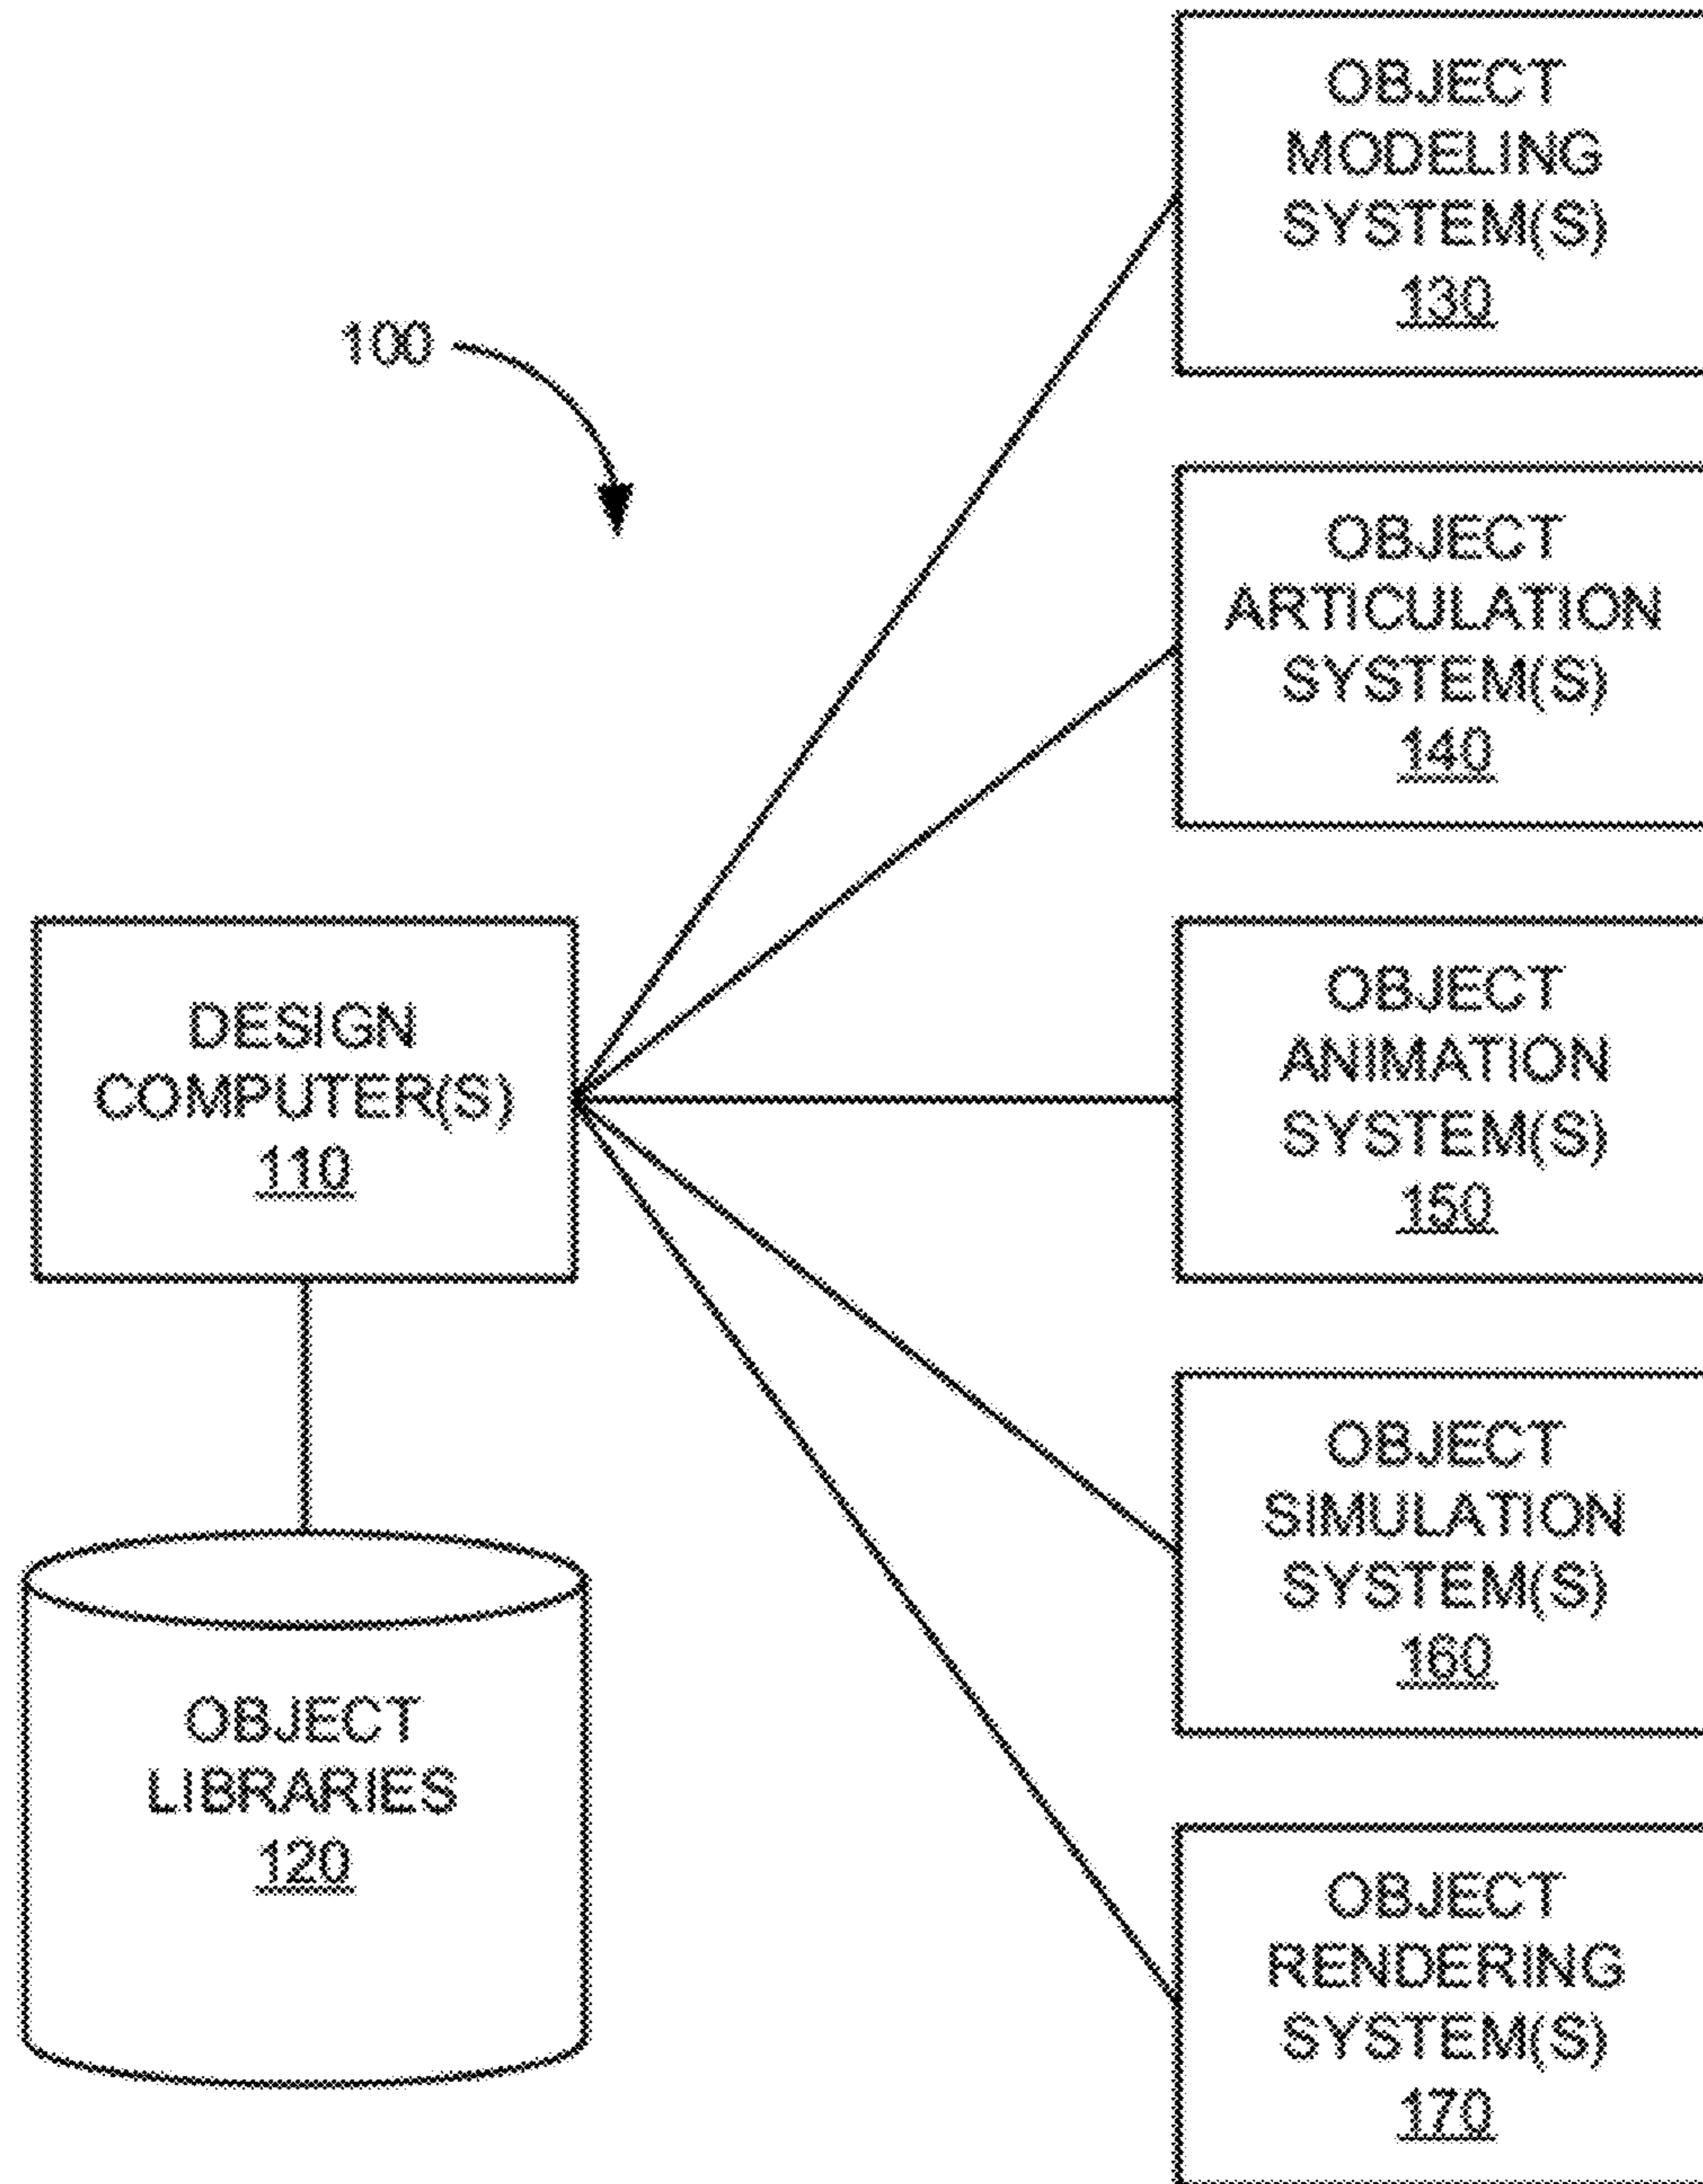 100
DESIGN
COMPUTER(S)
110
OBJECT
LIBRARIES
120
OBJECT
MODELING
SYSTEM(S)
130
OBJECT
ARTICULATION
SYSTEM(S)
140
OBJECT
ANIMATION
SYSTEM(S)
150
OBJECT
SIMULATION
SYSTEM(S)
160
OBJECT
RENDERING
SYSTEM(S)
170